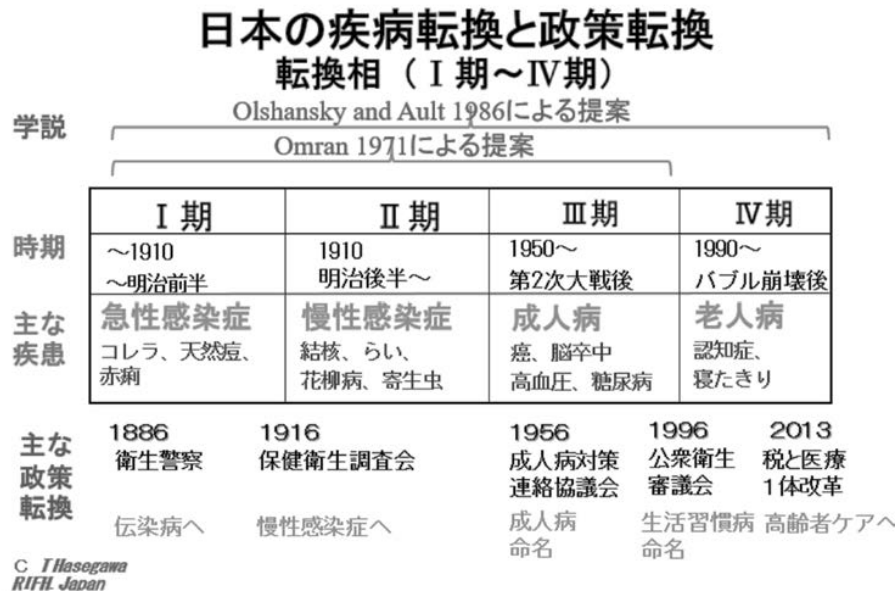 日本の疾病転換と政策転換
転換相(Ⅰ期～Ⅳ期)
学説
Olshansky and Ault 1986による提案
Omran 1971による提案
時期
Ⅰ期
Ⅱ期
Ⅲ期
Ⅳ期
～1910
～明治前半
1910
明治後半～
1950～
第2次大戦後
1990～
バブル崩壊後
主な
疾患
急性感染症
コレラ、天然痘、
赤痢
慢性感染症
結核、らい、
花柳病、寄生虫
成人病
癌、脳卒中
高血圧、糖尿病
老人病
認知症、
寝たきり
主な
政策
転換
1886
衛生警察
伝染病へ
1916
保健衛生調査会
慢性感染症へ
1956
成人病対策
連絡協議会
成人病
命名
1996
公衆衛生
審議会
生活習慣病
命名
2013
税と医療
1体改革
高齢者ケアへ
C THasegawa
RIFH. Japan